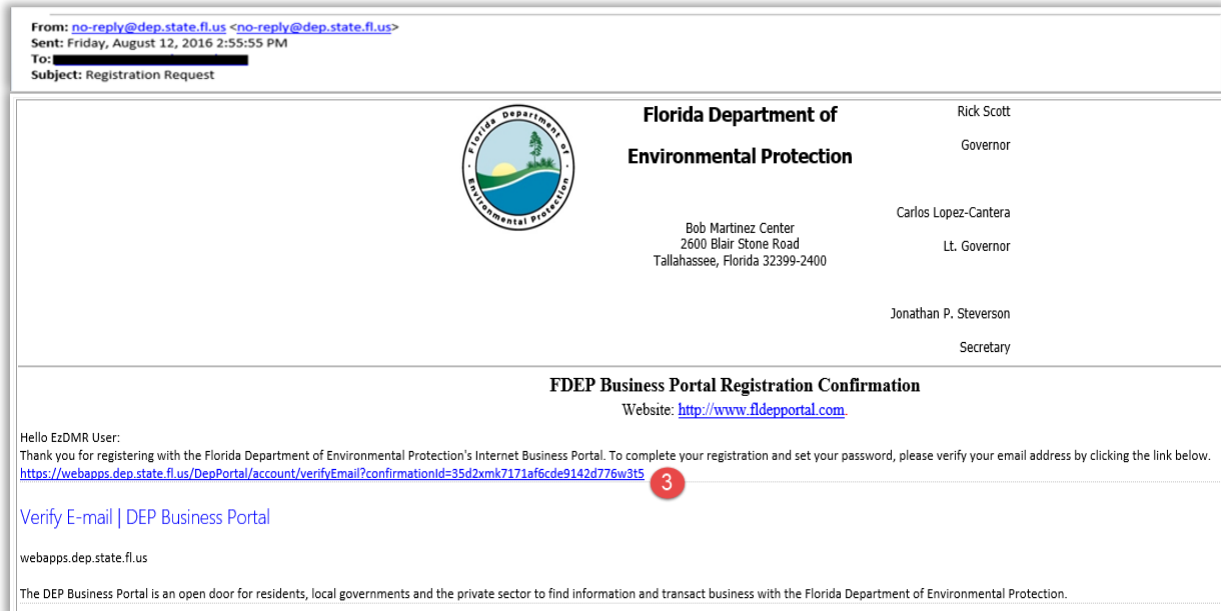 From: no-reply@dep.state.fl.us <no-reply@dep.state.fl.us>
Sent: Friday, August 12, 2016 2:55:55 PM
To:
Subject: Registration Request
Florida Department of Environmental Protection
Florida Department of
Environmental Protection
Bob Martinez Center
2600 Blair Stone Road
Tallahassee, Florida 32399-2400
Rick Scott
Governor
Carlos Lopez-Cantera
Lt. Governor
Jonathan P. Steverson
Secretary
FDEP Business Portal Registration Confirmation
Website: http://www.fldepportal.com.
Hello EzDMR User:
Thank you for registering with the Florida Department of Environmental Protection's Internet Business Portal. To complete your registration and set your password, please verify your email address by clicking the link below.
https://webapps.dep.state.fl.us/DepPortal/account/verifyEmail?confirmationId=35d2xmk7171af6cde9142d776w3t5
3
Verify E-mail | DEP Business Portal
webapps.dep.state.fl.us
The DEP Business Portal is an open door for residents, local governments and the private sector to find information and transact business with the Florida Department of Environmental Protection.